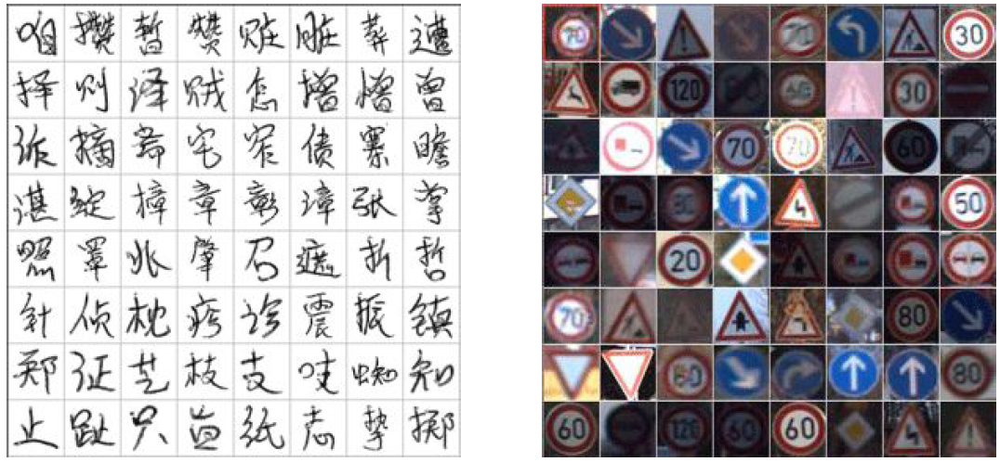 咱 攒 暂 赞 赃 脏 葬 遭
择 则 泽 贼 怎 增 憎 曾
诈 摘 斋 宅 窄 债 寨 瞻
湛 绽 樟 章 彰 漳 张 掌
照 罩 兆 肇 召 遮 折 哲
针 侦 枕 疹 诊 震 振 镇
郑 证 芝 枝 支 吱 蜘 知
止 趾 只 旨 纸 志 挚 掷
70 70 30
120 60 30
70 70 60
50
20
70 80
80
60 120 60 60